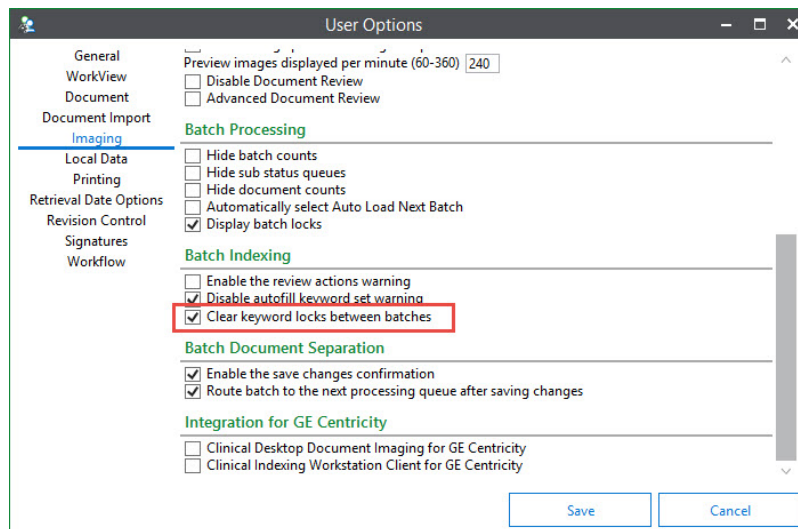 User Options
General
WorkView
Document
Document Import
Imaging
Local Data
Printing
Retrieval Date Options
Revision Control
Signatures
Workflow
Preview images displayed per minute (60-360) 240
Disable Document Review
Advanced Document Review
Batch Processing
Hide batch counts
Hide sub status queues
Hide document counts
Automatically select Auto Load Next Batch
Display batch locks
Batch Indexing
Enable the review actions warning
Disable autofill keyword set warning
Clear keyword locks between batches
Batch Document Separation
Enable the save changes confirmation
Route batch to the next processing queue after saving changes
Integration for GE Centricity
Clinical Desktop Document Imaging for GE Centricity
Clinical Indexing Workstation Client for GE Centricity
Save Cancel